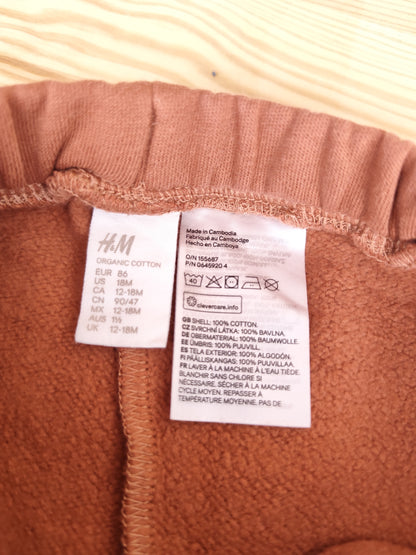 H&M
ORGANIC COTTON
EUR 86
US 18M
CA 12-18M
CN 90/47
MX 12-18M
AUS 1½
UK 12-18M
Made in Cambodia
Fabriqué au Cambodge
Hecho en Camboya
O/N 155687
P/N 0645920 4
40
clevercare.info
GB SHELL: 100% COTTON.
CZ SVRCHNÍ LÁTKA: 100% BAVLNA.
DE OBERMATERIAL: 100% BAUMWOLLE.
EE ÜMBRIS: 100% PUUVILL.
ES TELA EXTERIOR: 100% ALGODÓN.
FI PÄÄLLISKANGAS: 100% PUUVILLAA.
FR LAVER À LA MACHINE À L'EAU TIÈDE.
BLANCHIR SANS CHLORE SI
NÉCESSAIRE. SÉCHER À LA MACHINE
CYCLE MOYEN. REPASSER À
TEMPÉRATURE MOYENNE. PAS DE